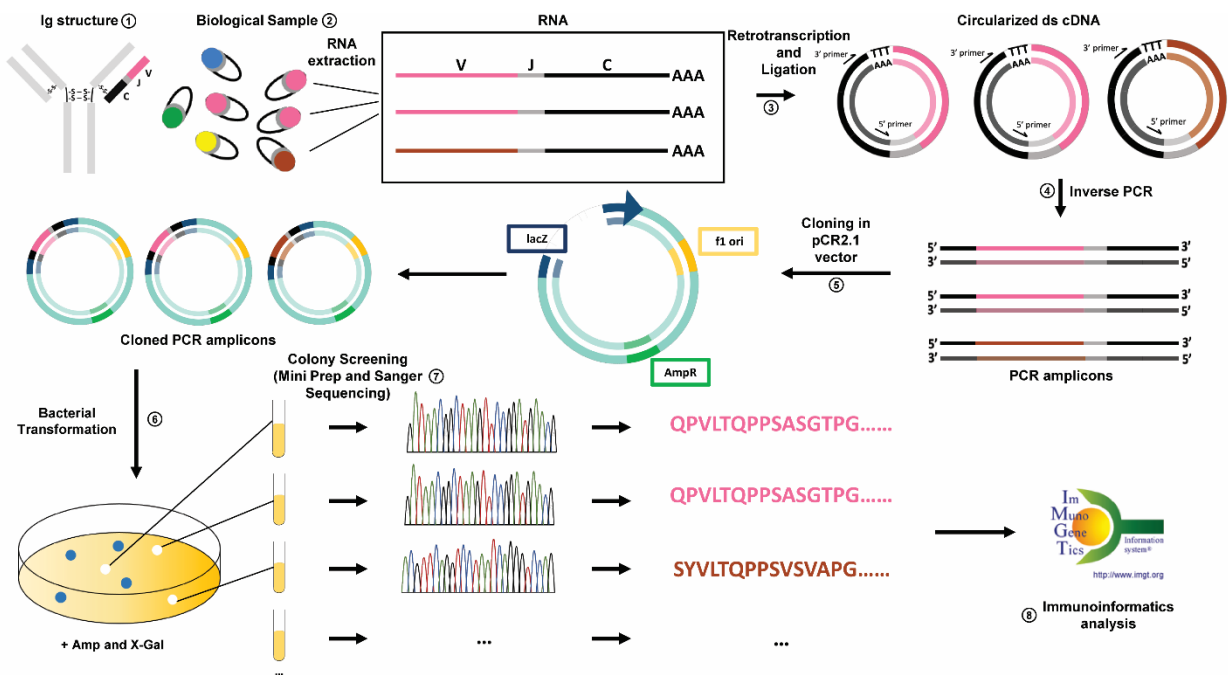 Ig structure ①
Biological Sample ②
RNA
extraction
RNA
V J C
AAA
AAA
AAA
Retrotranscription
and
Ligation
③
Circularized ds cDNA
3' primer
TTT
AAA
5' primer
3' primer
TTT
AAA
5' primer
3' primer
TTT
AAA
5' primer
V
J
C
-S-S-
-S-S-
④ Inverse PCR
5' 3'
3' 5'
5' 3'
3' 5'
5' 3'
3' 5'
PCR amplicons
Cloning in
pCR2.1
vector
⑤
lacZ
f1 ori
AmpR
Cloned PCR amplicons
Bacterial
Transformation
⑥
+ Amp and X-Gal
Colony Screening
(Mini Prep and Sanger ⑦
Sequencing)
QPVLTQPPSASGTPG......
QPVLTQPPSASGTPG......
SYVLTQPPSVSVAPG......
...
...
...
Im
Muno
Gene
Tics
Information
system®
http://www.imgt.org
⑧ Immunoinformatics
analysis